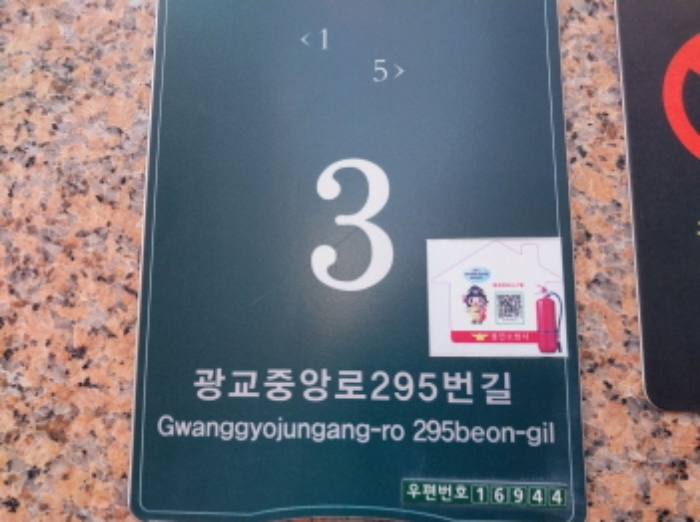 <1
5>
3
광교중앙로295번길
Gwanggyojungang-ro 295beon-gil
우편번호 16944